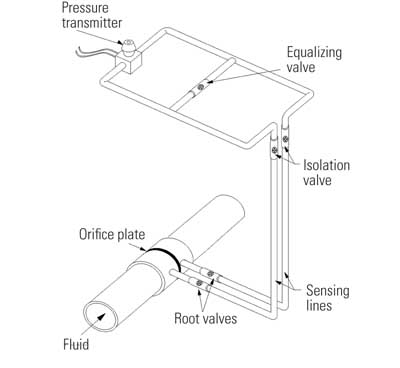 Pressure
transmitter
Equalizing
valve
Isolation
valve
Orifice plate
Sensing
lines
Root valves
Fluid